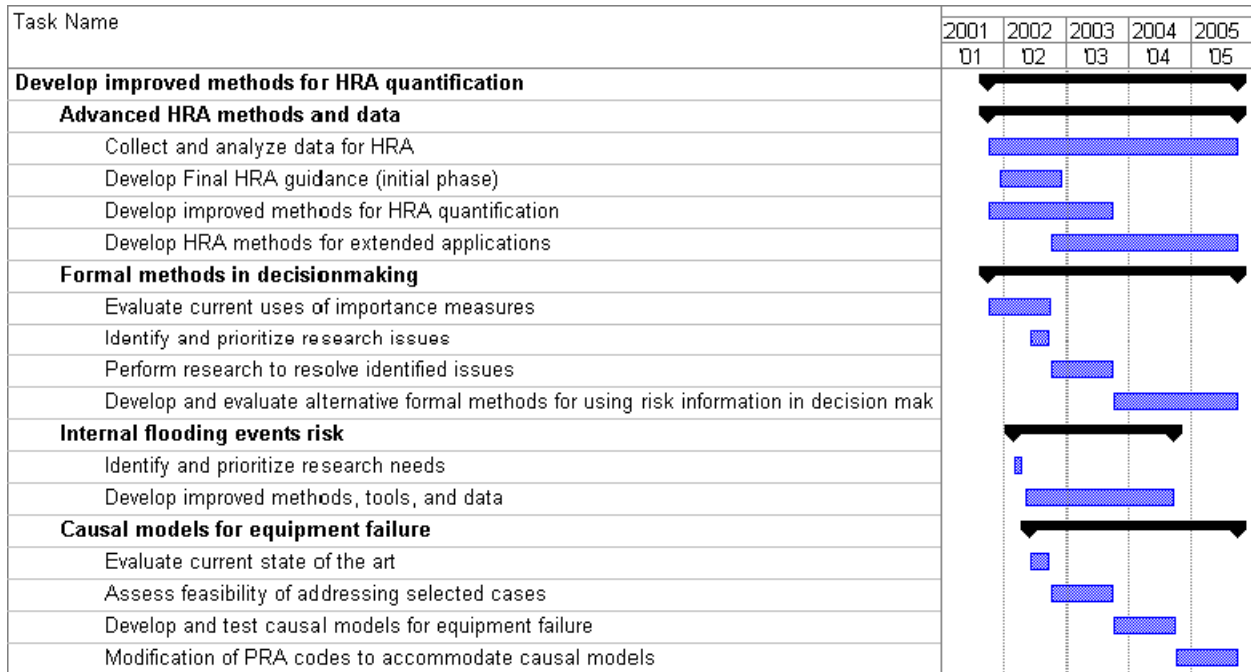 Task Name
2001 2002 2003 2004 2005
'01 '02 '03 '04 '05
Develop improved methods for HRA quantification
Advanced HRA methods and data
Collect and analyze data for HRA
Develop Final HRA guidance (initial phase)
Develop improved methods for HRA quantification
Develop HRA methods for extended applications
Formal methods in decisionmaking
Evaluate current uses of importance measures
Identify and prioritize research issues
Perform research to resolve identified issues
Develop and evaluate alternative formal methods for using risk information in decision mak
Internal flooding events risk
Identify and prioritize research needs
Develop improved methods, tools, and data
Causal models for equipment failure
Evaluate current state of the art
Assess feasibility of addressing selected cases
Develop and test causal models for equipment failure
Modification of PRA codes to accommodate causal models